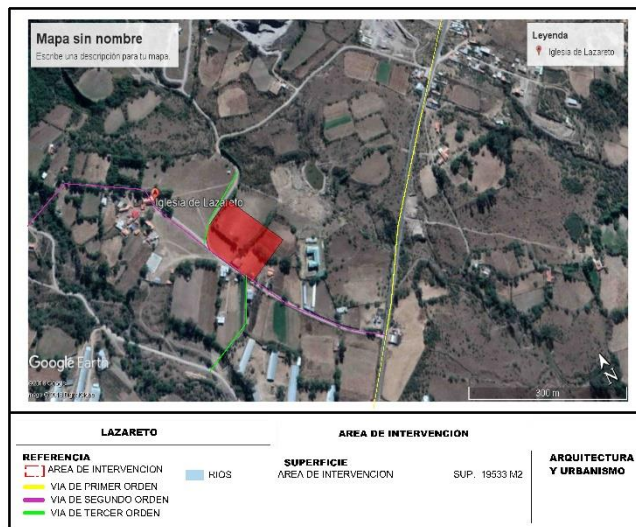 Mapa sin nombre
Escribe una descripción para tu mapa.
Leyenda
Iglesia de Lazareto
Iglesia de Lazareto
Google Earth
300 m
N
LAZARETO
AREA DE INTERVENCION
REFERENCIA
AREA DE INTERVENCION
VIA DE PRIMER ORDEN
VIA DE SEGUNDO ORDEN
VIA DE TERCER ORDEN
RIOS
SUPERFICIE
AREA DE INTERVENCION
SUP. 19533 M2
ARQUITECTURA
Y URBANISMO